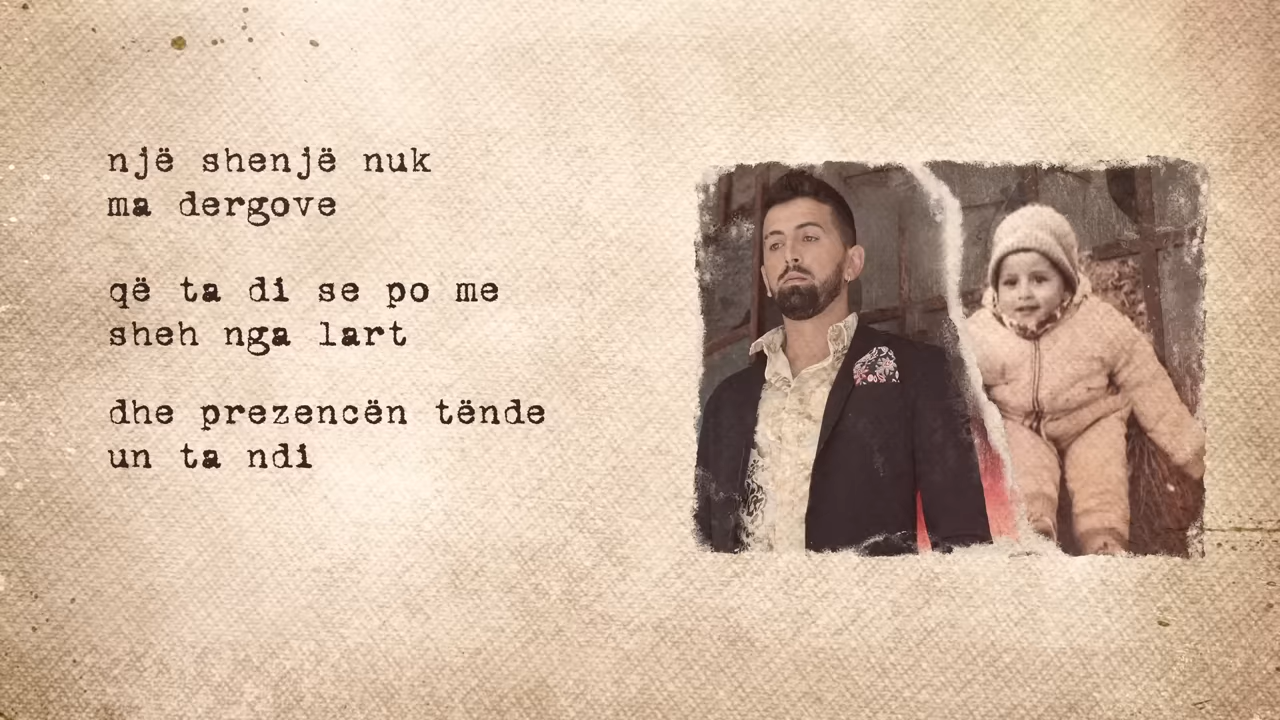 një shenjë nuk
ma dergove
që ta di se po me
sheh nga lart
dhe prezencën tënde
un ta ndi